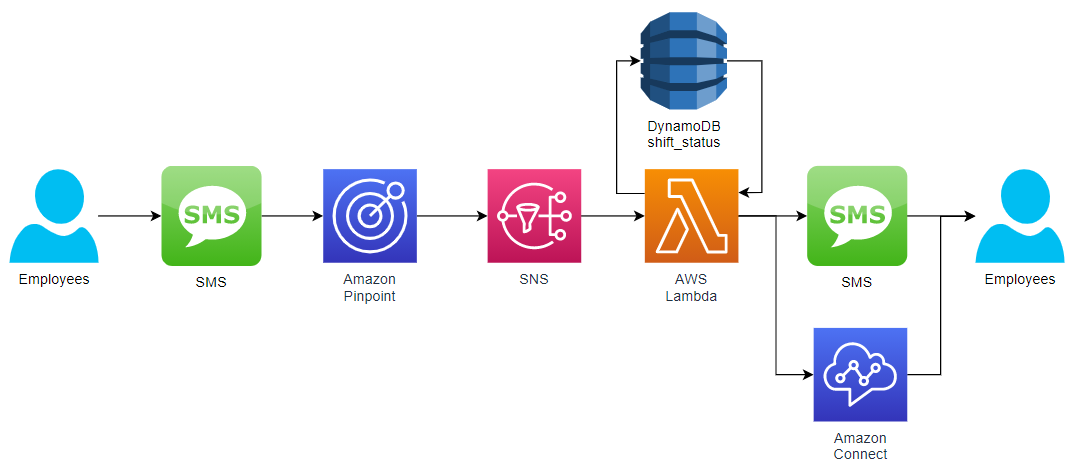 DynamoDB
shift_status
SMS
SMS
Employees
SMS
Amazon
Pinpoint
SNS
AWS
Lambda
SMS
Employees
Amazon
Connect